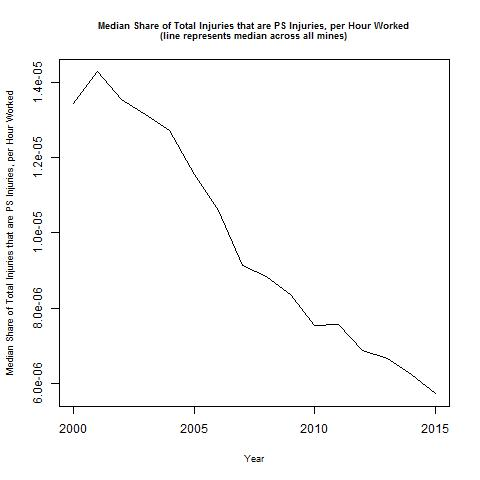 Median Share of Total Injuries that are PS Injuries, per Hour Worked
(line represents median across all mines)
Median Share of Total Injuries that are PS Injuries, per Hour Worked
1.4e-05
1.2e-05
1.0e-05
8.0e-06
6.0e-06
2000 2005 2010 2015
Year